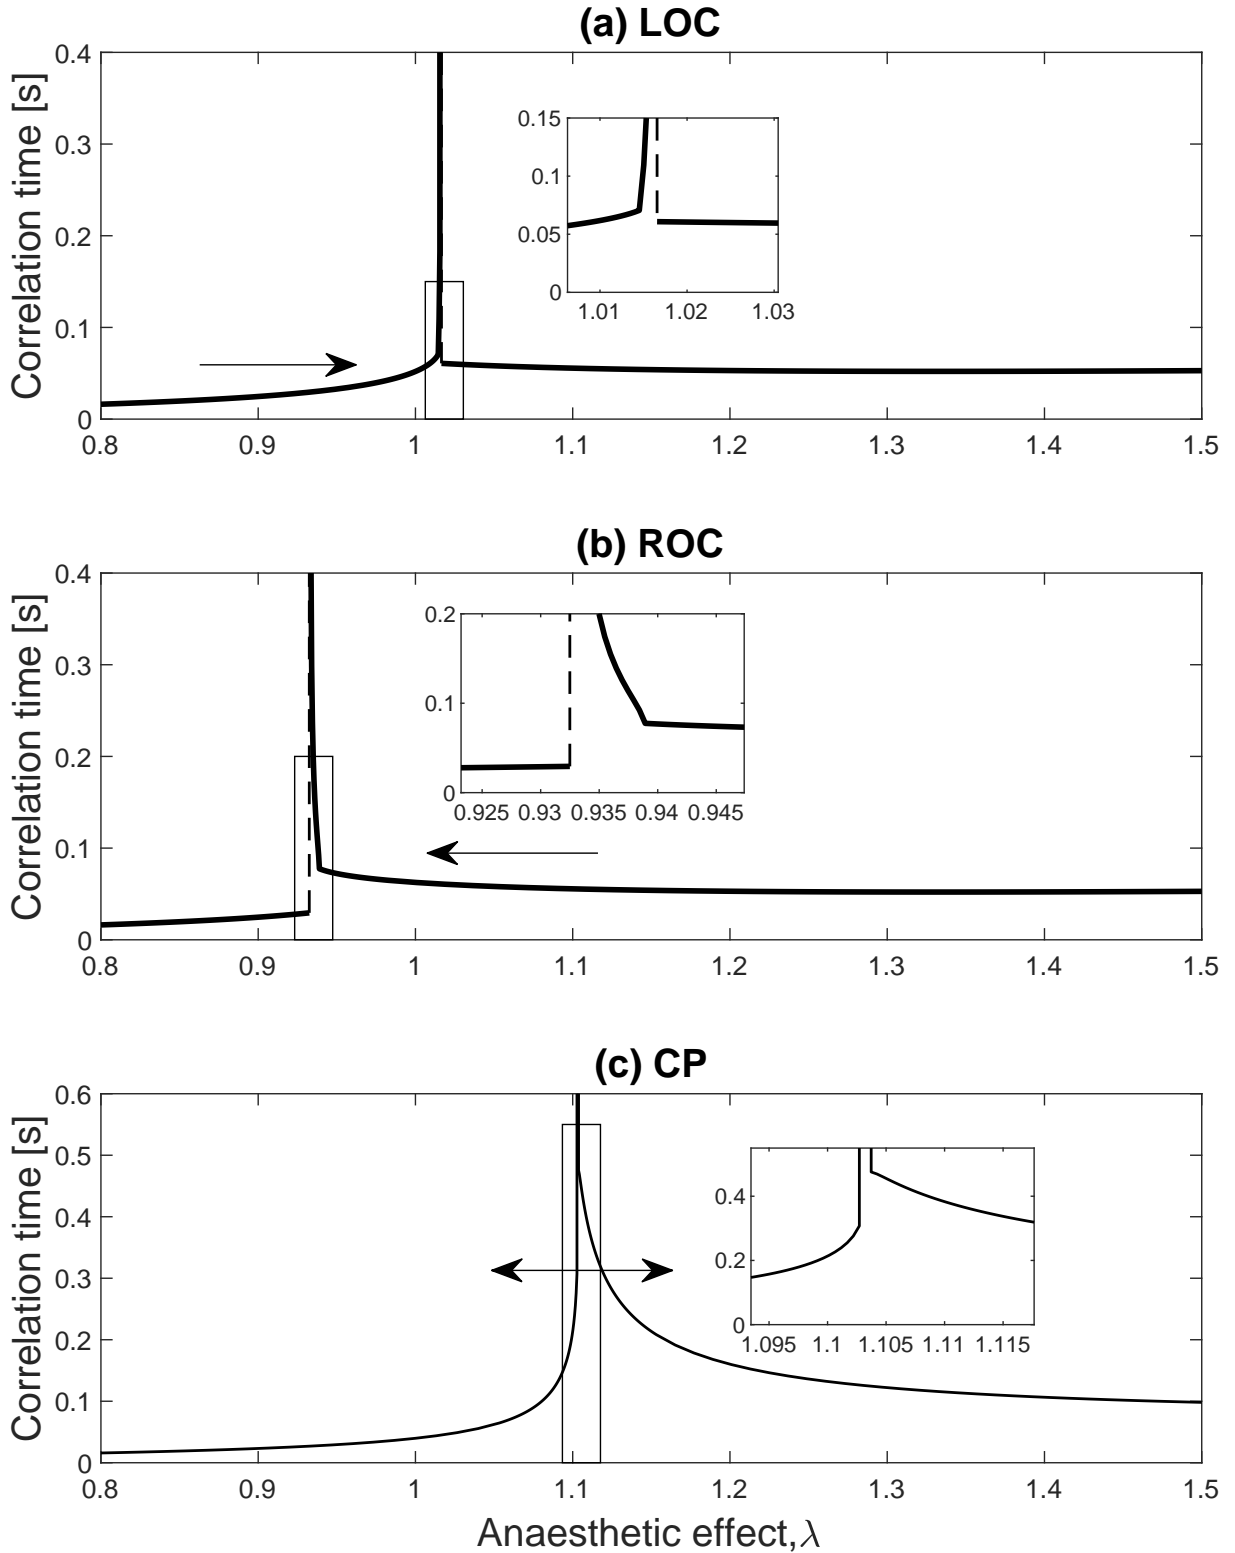 (a) LOC
Correlation time [s]
0.4
0.3
0.2
0.1
0
0.8 0.9 1 1.1 1.2 1.3 1.4 1.5
0.15
0.1
0.05
0
1.01 1.02 1.03
(b) ROC
Correlation time [s]
0.4
0.3
0.2
0.1
0
0.8 0.9 1 1.1 1.2 1.3 1.4 1.5
0.2
0.1
0
0.925 0.93 0.935 0.94 0.945
(c) CP
Correlation time [s]
0.6
0.5
0.4
0.3
0.2
0.1
0
0.8 0.9 1 1.1 1.2 1.3 1.4 1.5
0.4
0.2
0
1.095 1.1 1.105 1.11 1.115
Anaesthetic effect,λ